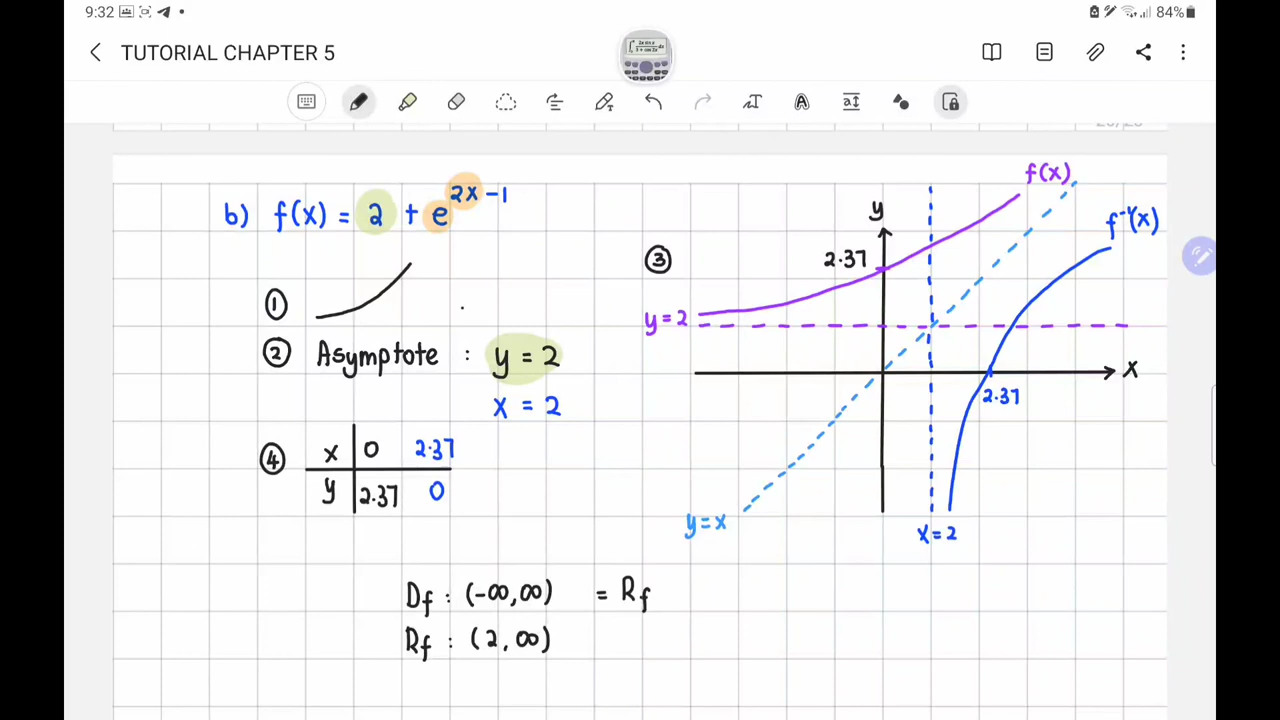 9:32 84%
TUTORIAL CHAPTER 5
b) f(x) = 2 + e^{2x-1}
①
② Asymptote : y = 2
x = 2
④ x 0 2.37
y 2.37 0
③
f(x)
y
f⁻¹(x)
2.37
y = 2
x
2.37
y = x
x = 2
Df : (-∞,∞) = Rf
Rf : (2, ∞)